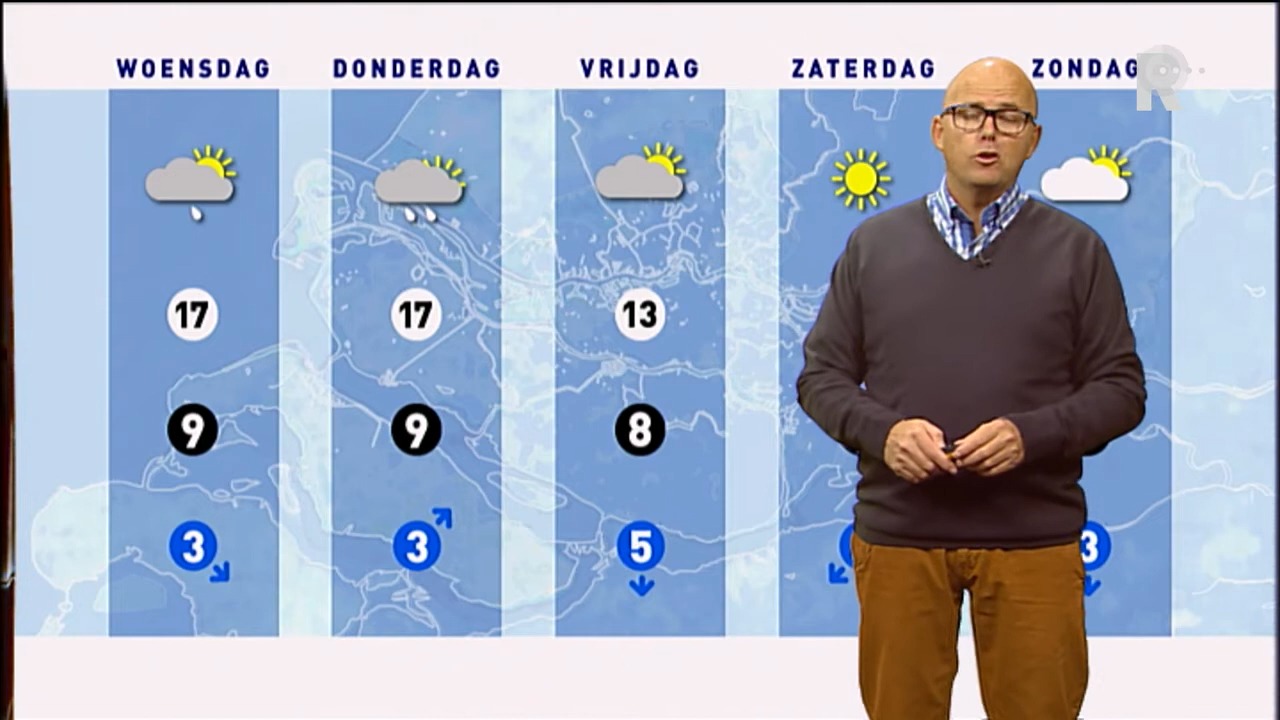 WOENSDAG DONDERDAG VRIJDAG ZATERDAG ZONDAG
R
17 17 13
9 9 8
3 3 5 3